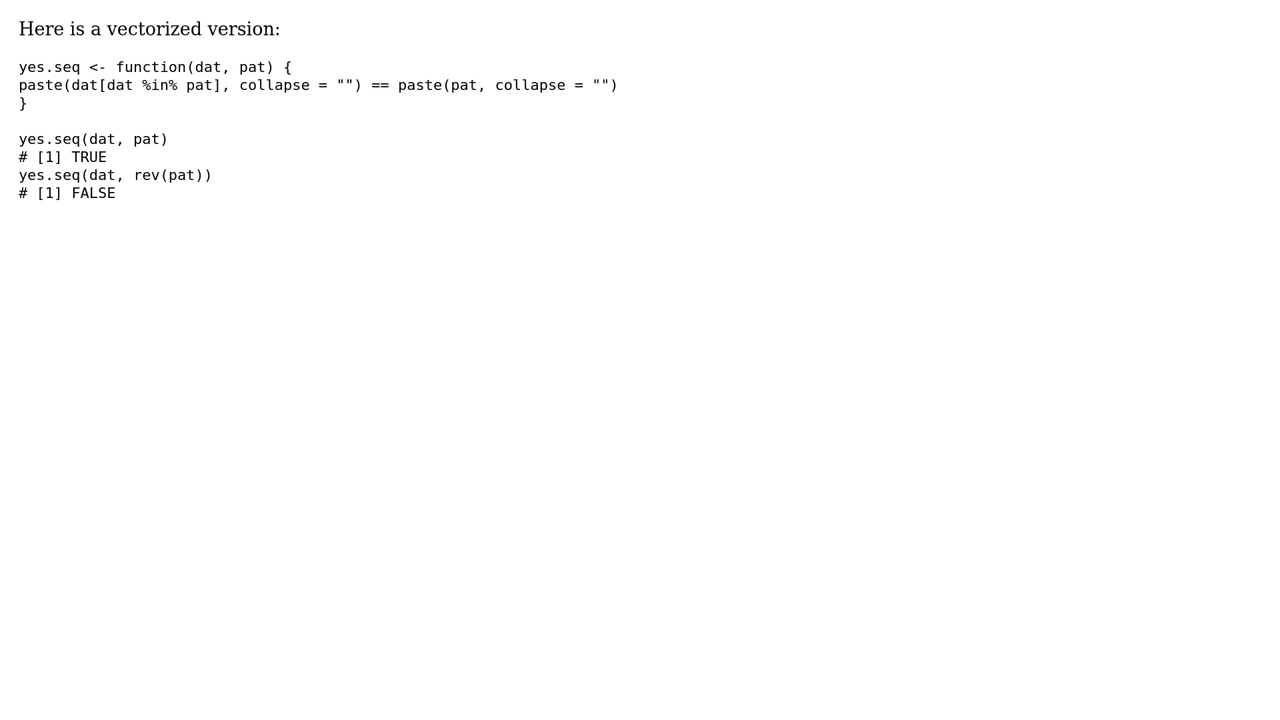 Here is a vectorized version:
yes.seq <- function(dat, pat) {
paste(dat[dat %in% pat], collapse = "") == paste(pat, collapse = "")
}
yes.seq(dat, pat)
# [1] TRUE
yes.seq(dat, rev(pat))
# [1] FALSE